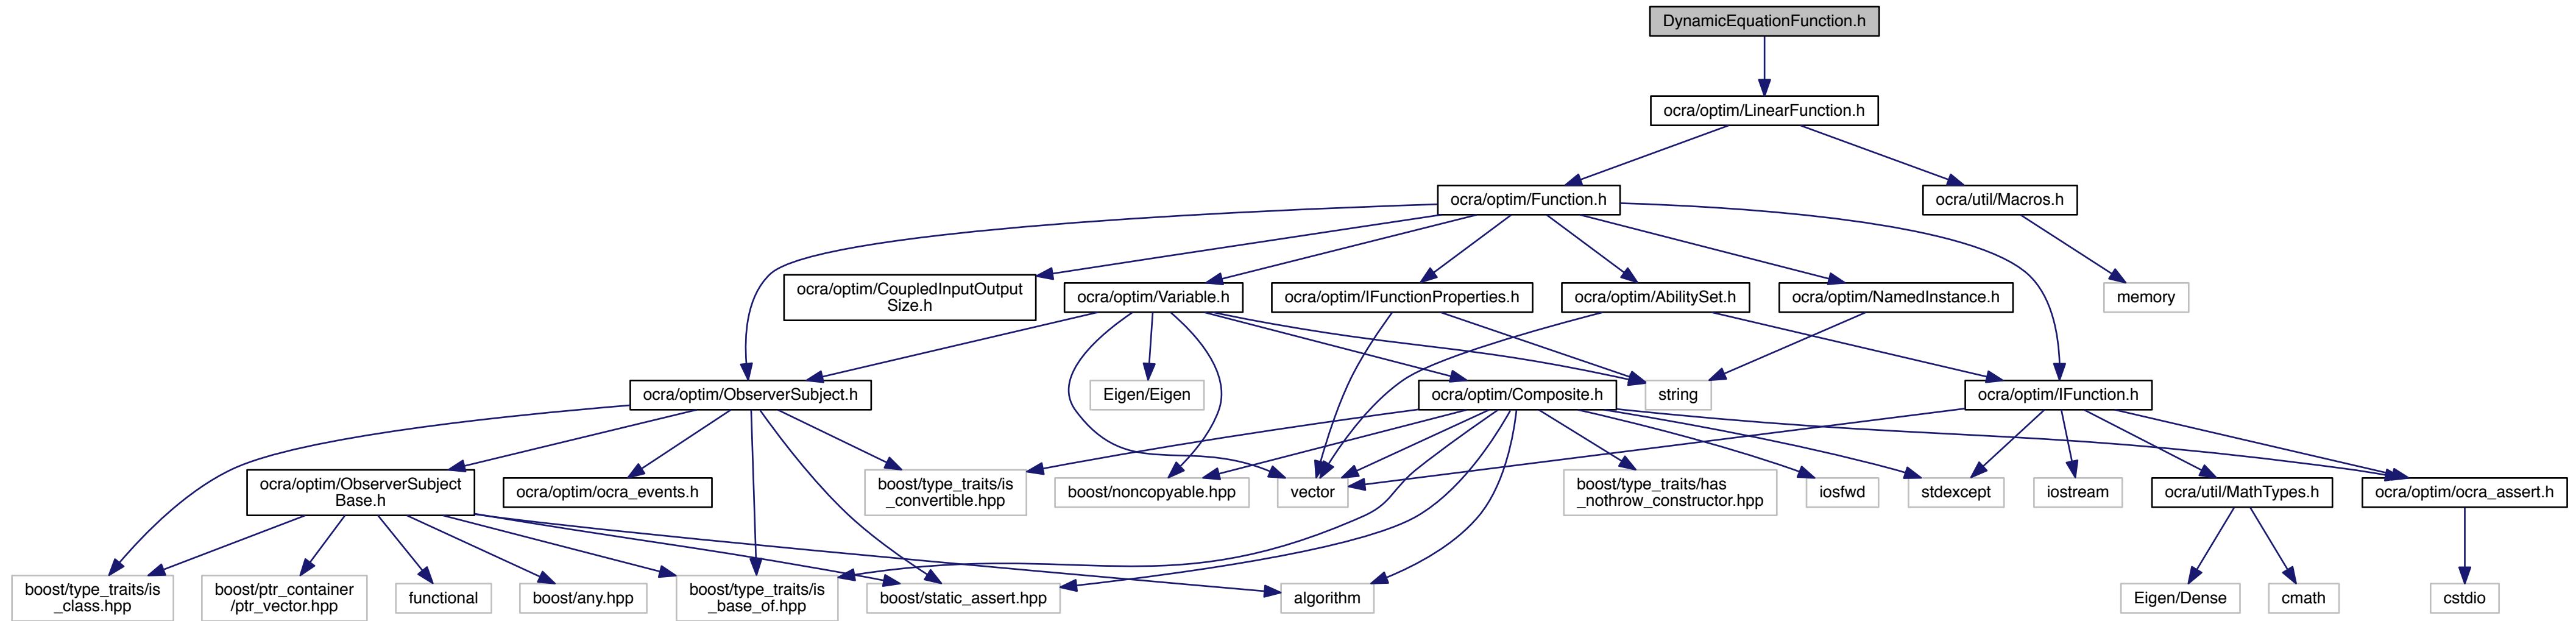 DynamicEquationFunction.h
ocra/optim/LinearFunction.h
ocra/optim/Function.h
ocra/util/Macros.h
ocra/optim/CoupledInputOutput
Size.h
ocra/optim/Variable.h
ocra/optim/IFunctionProperties.h
ocra/optim/AbilitySet.h
ocra/optim/NamedInstance.h
memory
ocra/optim/ObserverSubject.h
Eigen/Eigen
ocra/optim/Composite.h
string
ocra/optim/IFunction.h
ocra/optim/ObserverSubject
Base.h
ocra/optim/ocra_events.h
boost/type_traits/is
_convertible.hpp
boost/noncopyable.hpp
vector
boost/type_traits/has
_nothrow_constructor.hpp
iosfwd
stdexcept
iostream
ocra/util/MathTypes.h
ocra/optim/ocra_assert.h
boost/type_traits/is
_class.hpp
boost/ptr_container
/ptr_vector.hpp
functional
boost/any.hpp
boost/type_traits/is
_base_of.hpp
boost/static_assert.hpp
algorithm
Eigen/Dense
cmath
cstdio